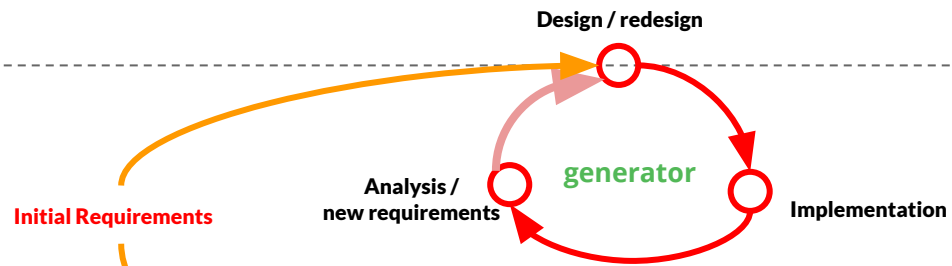 Design / redesign
generator
Analysis /
new requirements
Initial Requirements
Implementation